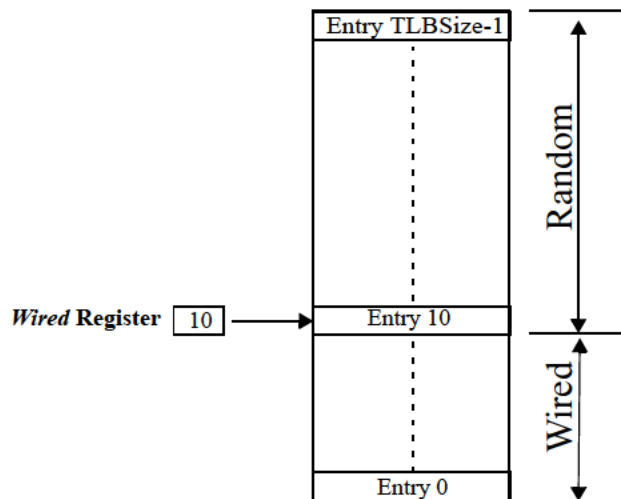 Entry TLBSize-1
Random
Wired Register 10
Entry 10
Wired
Entry 0